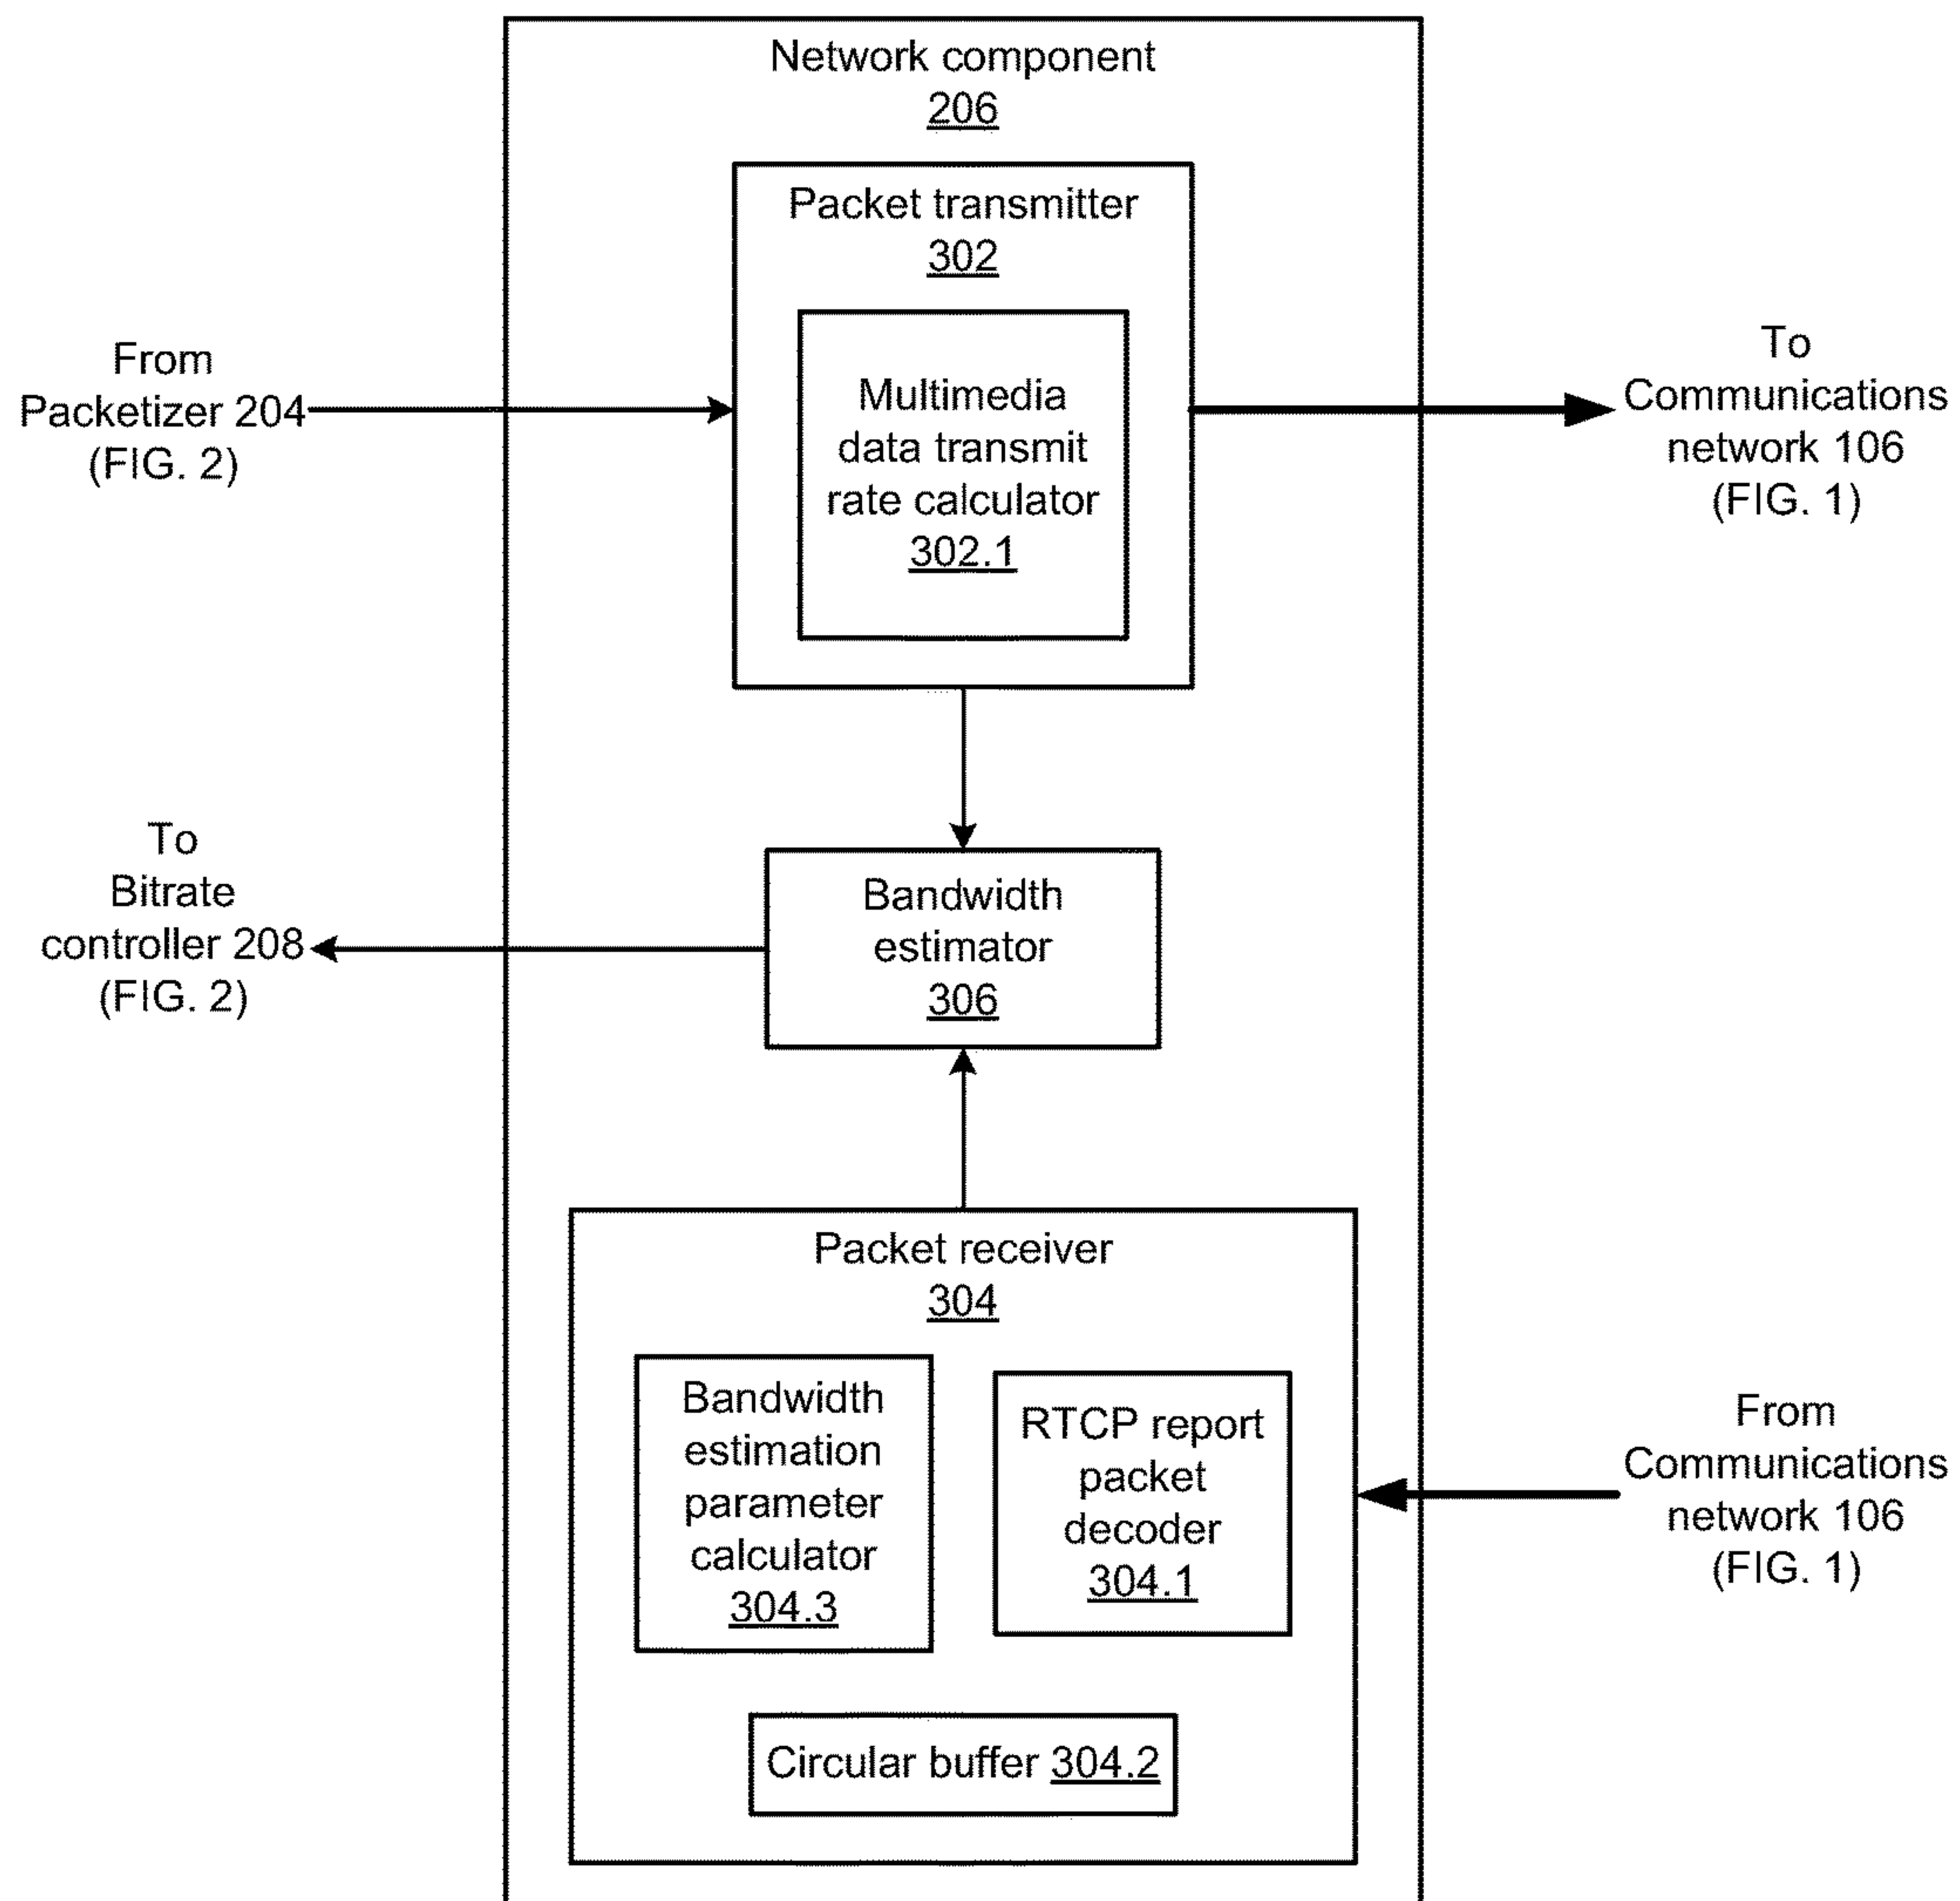 Network component
206
Packet transmitter
302
Multimedia
data transmit
rate calculator
302.1
From
Packetizer 204
(FIG. 2)
To
Communications
network 106
(FIG. 1)
To
Bitrate
controller 208
(FIG. 2)
Bandwidth
estimator
306
Packet receiver
304
Bandwidth
estimation
parameter
calculator
304.3
RTCP report
packet
decoder
304.1
From
Communications
network 106
(FIG. 1)
Circular buffer 304.2